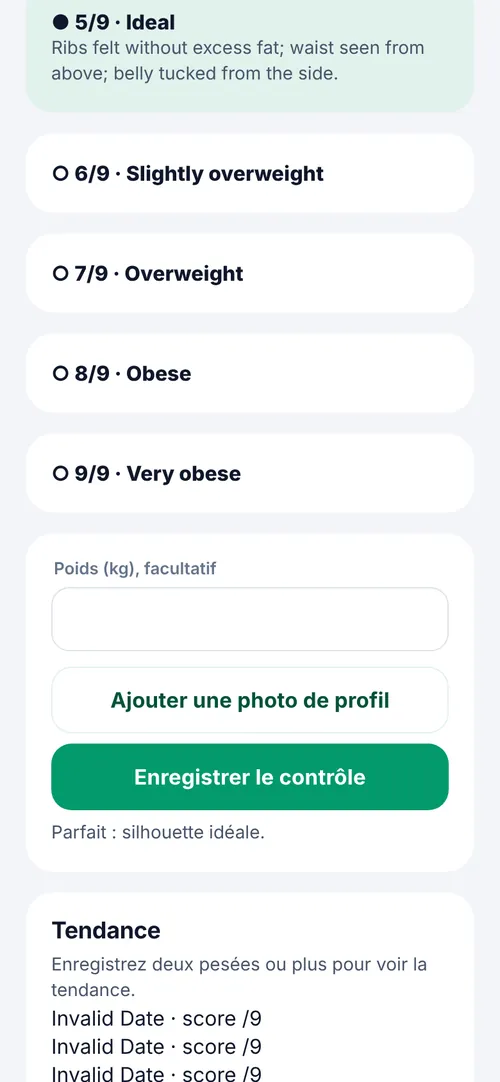 5/9 · Ideal
Ribs felt without excess fat; waist seen from
above; belly tucked from the side.
6/9 · Slightly overweight
7/9 · Overweight
8/9 · Obese
9/9 · Very obese
Poids (kg), facultatif
Ajouter une photo de profil
Enregistrer le contrôle
Parfait : silhouette idéale.
Tendance
Enregistrez deux pesées ou plus pour voir la
tendance.
Invalid Date · score /9
Invalid Date · score /9
Invalid Date · score /9